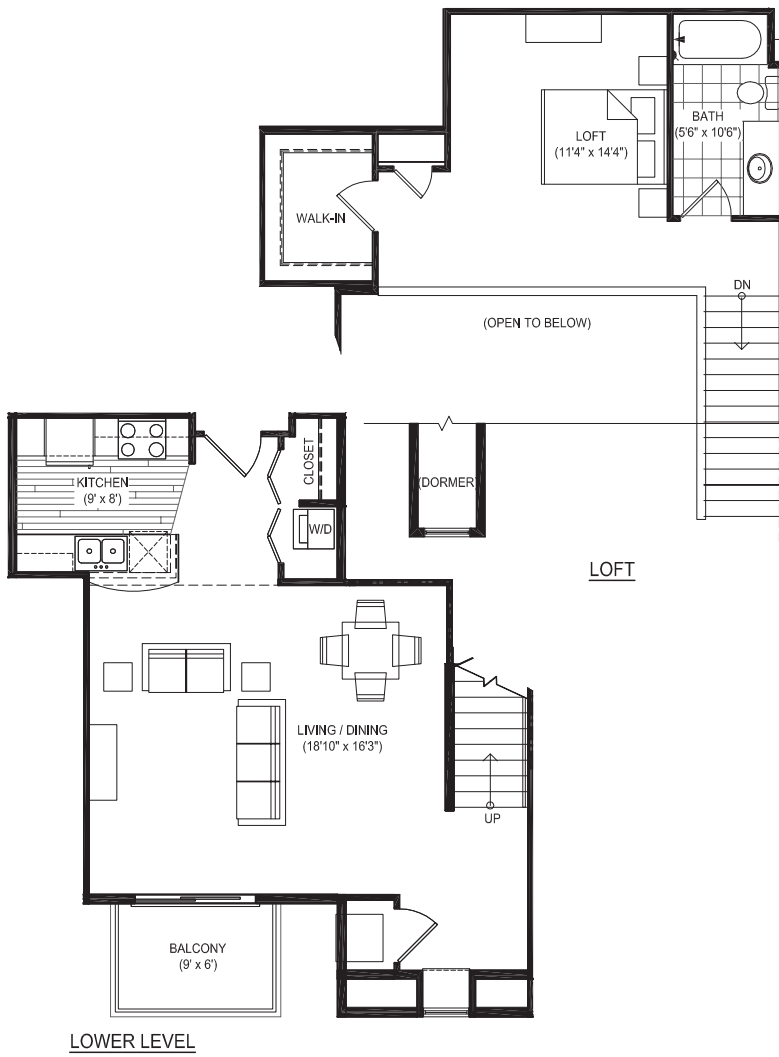 BATH
(5'6" x 10'6")
LOFT
(11'4" x 14'4")
WALK-IN
DN
(OPEN TO BELOW)
KITCHEN
(9' x 8')
CLOSET
W/D
(DORMER)
LOFT
LIVING / DINING
(18'10" x 16'3")
UP
BALCONY
(9' x 6')
LOWER LEVEL